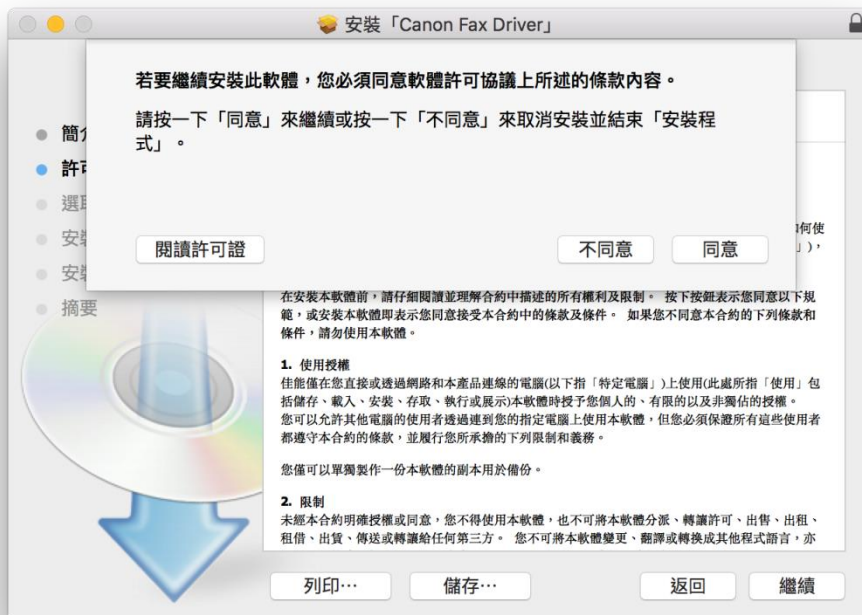 安裝「Canon Fax Driver」
若要繼續安裝此軟體，您必須同意軟體許可協議上所述的條款內容。
請按一下「同意」來繼續或按一下「不同意」來取消安裝並結束「安裝程
式」。
閱讀許可證
不同意
同意
簡
許
選
安裝
安裝
摘要
何使
」)，
在安裝本軟體前，請仔細閱讀並理解合約中描述的所有權利及限制。 按下按鈕表示您同意以下規
範，或安裝本軟體即表示您同意接受本合約中的條款及條件。 如果您不同意本合約的下列條款和
條件，請勿使用本軟體。
1. 使用授權
佳能僅在您直接或透過網路和本產品連線的電腦(以下指「特定電腦」)上使用(此處所指「使用」包
括儲存、載入、安裝、存取、執行或展示)本軟體時授予您個人的、有限的以及非獨佔的授權。
您可以允許其他電腦的使用者透過連到您的指定電腦上使用本軟體，但您必須保證所有這些使用者
都遵守本合約的條款，並履行您所承擔的下列限制和義務。
您僅可以單獨製作一份本軟體的副本用於備份。
2. 限制
未經本合約明確授權或同意，您不得使用本軟體，也不可將本軟體分派、轉讓許可、出售、出租、
租借、出賃、傳送或轉讓給任何第三方。 您不可將本軟體變更、翻譯或轉換成其他程式語言，亦
列印…
儲存…
返回
繼續